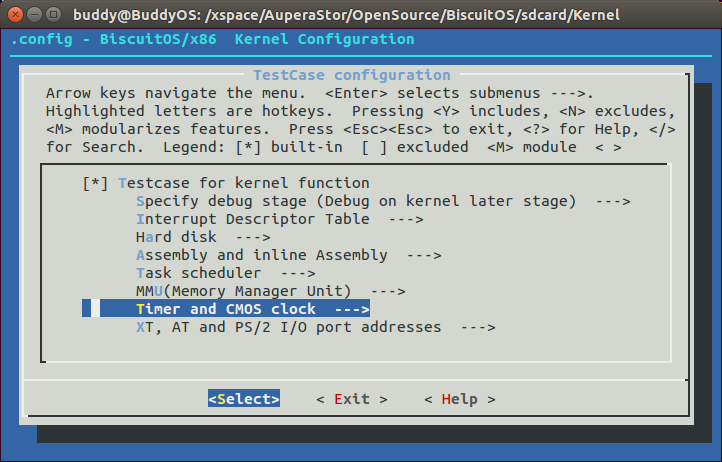 buddy@BuddyOS: /xspace/AuperaStor/OpenSource/BiscuitOS/sdcard/Kernel
.config - BiscuitOS/x86  Kernel Configuration
TestCase configuration
Arrow keys navigate the menu.  <Enter> selects submenus --->.
Highlighted letters are hotkeys.  Pressing <Y> includes, <N> excludes,
<M> modularizes features.  Press <Esc><Esc> to exit, <?> for Help, </>
for Search.  Legend: [*] built-in  [ ] excluded  <M> module  < >
[*] Testcase for kernel function
Specify debug stage (Debug on kernel later stage)  --->
Interrupt Descriptor Table  --->
Hard disk  --->
Assembly and inline Assembly  --->
Task scheduler  --->
MMU(Memory Manager Unit)  --->
Timer and CMOS clock  --->
XT, AT and PS/2 I/O port addresses  --->
<Select>    < Exit >    < Help >